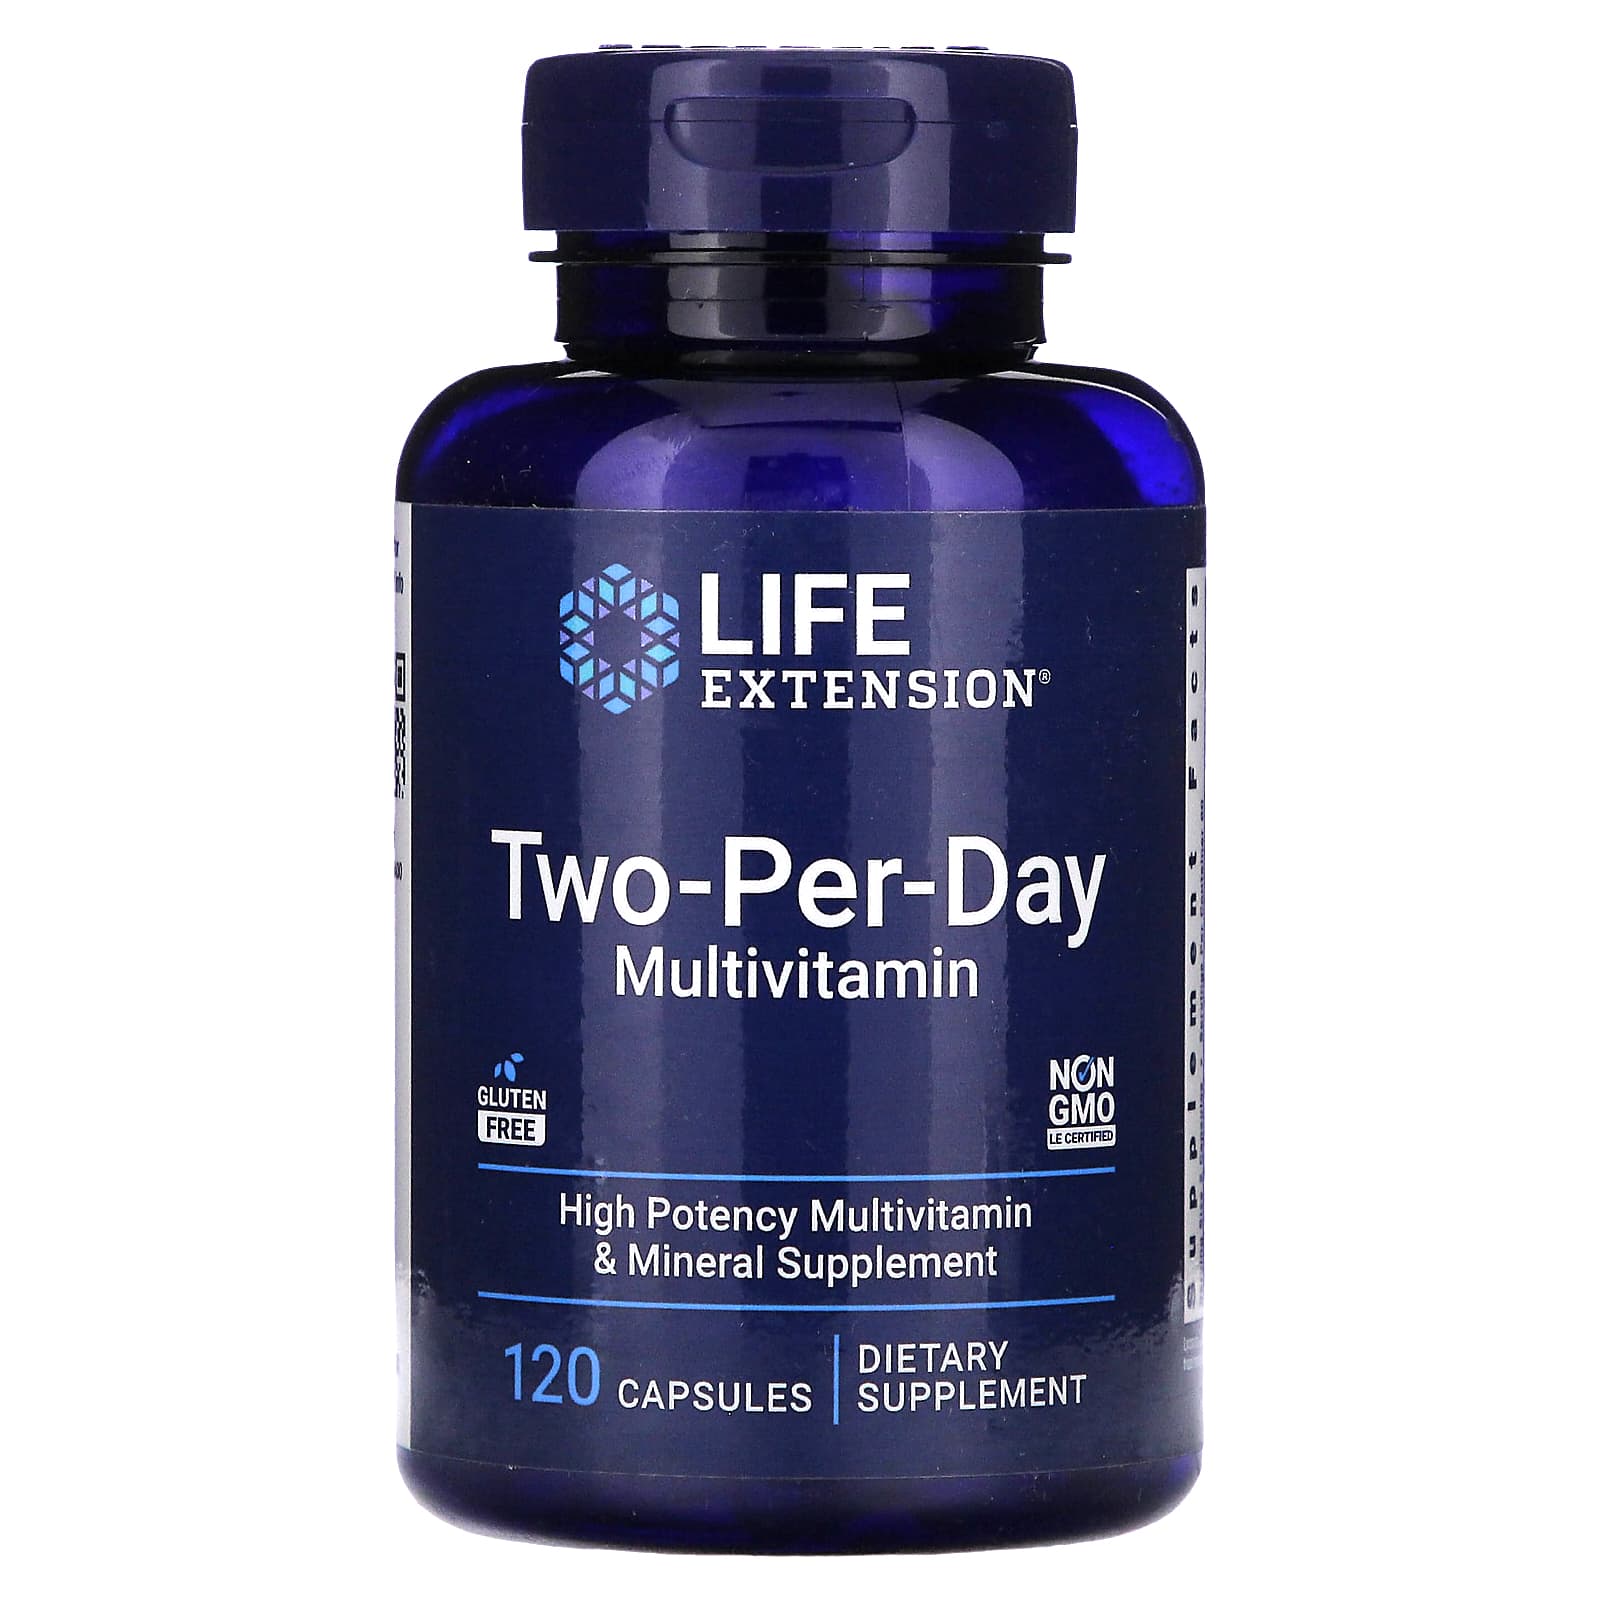 LIFE
EXTENSION®
Two-Per-Day
Multivitamin
GLUTEN
FREE
NON
GMO
LE CERTIFIED
High Potency Multivitamin
& Mineral Supplement
120 CAPSULES
DIETARY
SUPPLEMENT
Supplement Facts